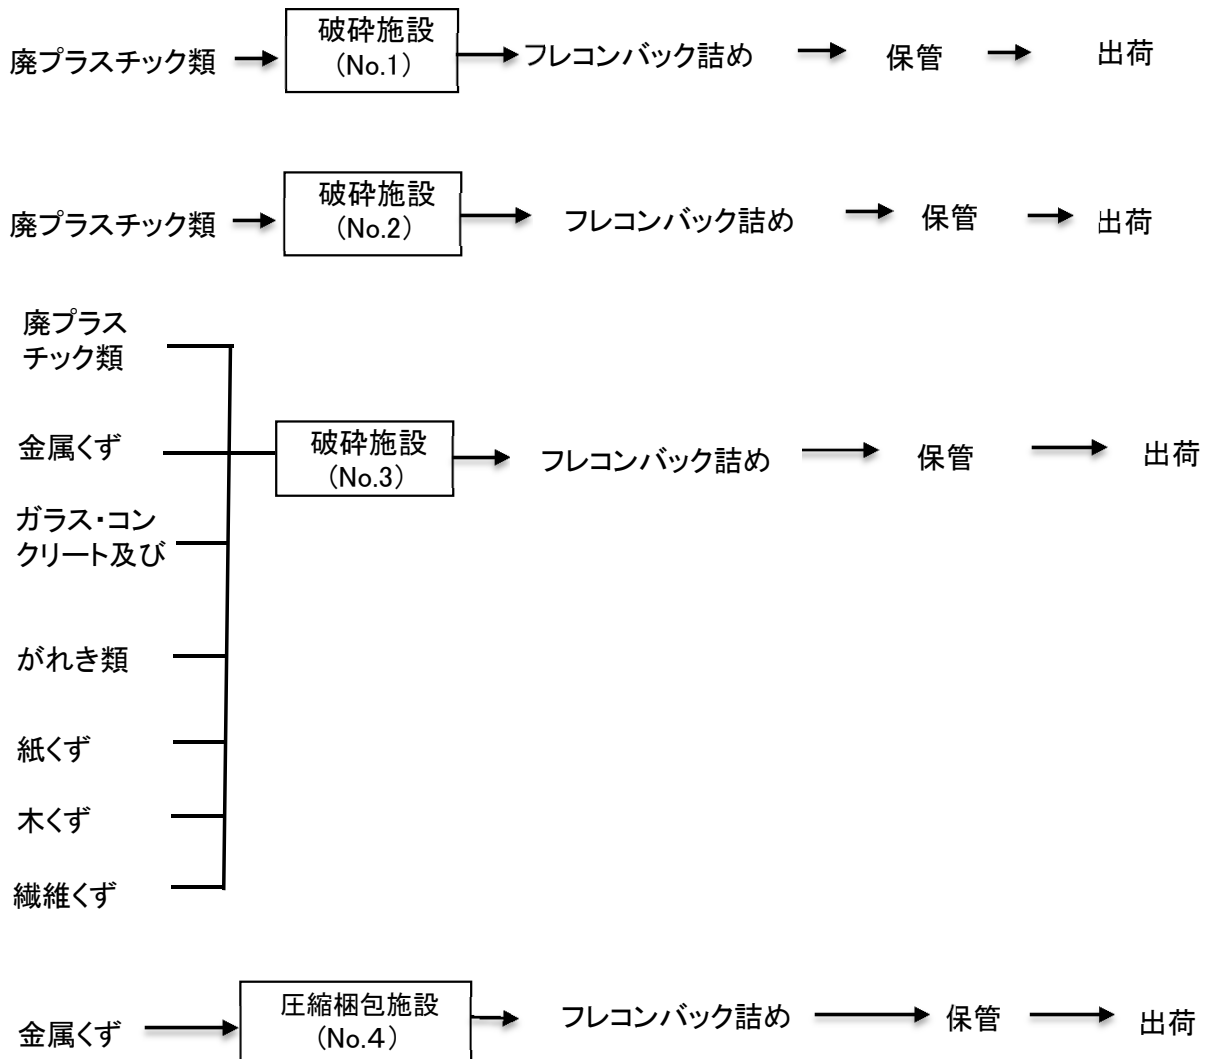 廃プラスチック類
破砕施設
(No.1)
フレコンバック詰め
保管
出荷
廃プラスチック類
破砕施設
(No.2)
フレコンバック詰め
保管
出荷
廃プラス
チック類
金属くず
ガラス・コン
クリート及び
がれき類
紙くず
木くず
繊維くず
破砕施設
(No.3)
フレコンバック詰め
保管
出荷
金属くず
圧縮梱包施設
(No.4)
フレコンバック詰め
保管
出荷